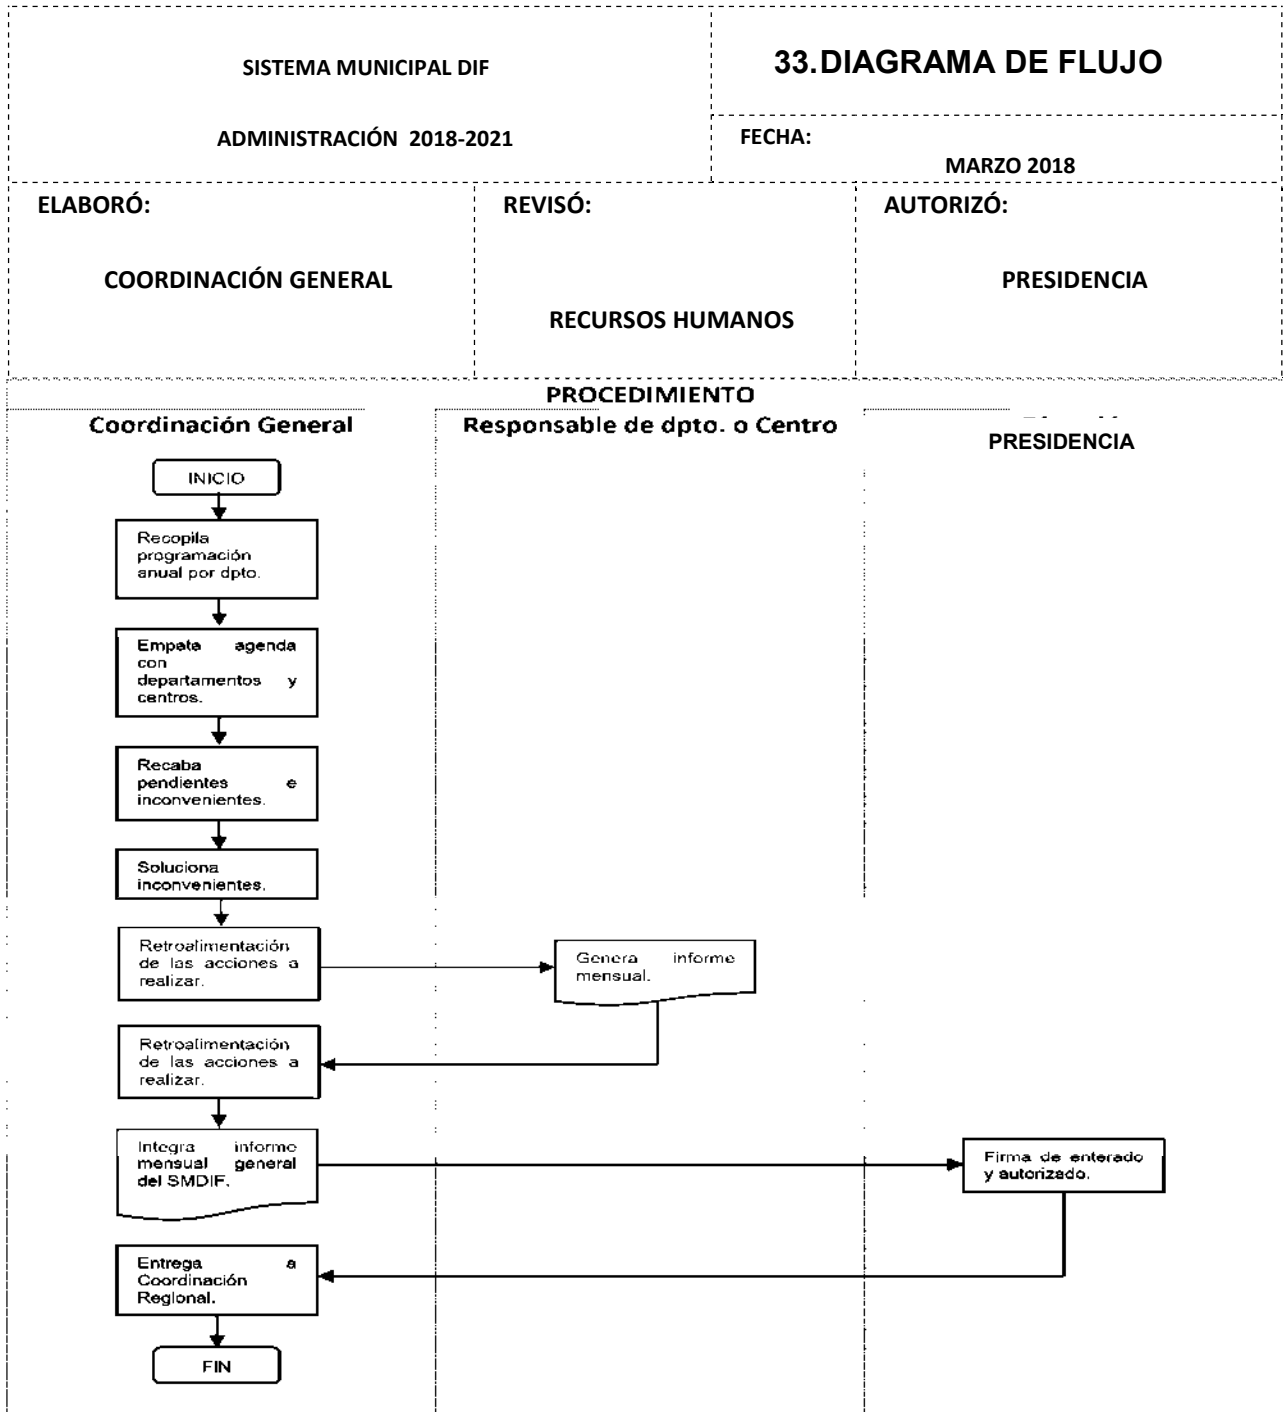 SISTEMA MUNICIPAL DIF
ADMINISTRACIÓN 2018-2021
33.DIAGRAMA DE FLUJO
FECHA:
MARZO 2018
ELABORÓ:
COORDINACIÓN GENERAL
REVISÓ:
RECURSOS HUMANOS
AUTORIZÓ:
PRESIDENCIA
PROCEDIMIENTO
Coordinación General
Responsable de dpto. o Centro
PRESIDENCIA
INICIO
Recopila
programación
anual por dpto.
Empata agenda
con
departamentos y
centros.
Recaba
pendientes e
inconvenientes.
Soluciona
inconvenientes.
Retroalimentación
de las acciones a
realizar.
Genera informe
mensual.
Retroalimentación
de las acciones a
realizar.
Integra informe
mensual general
del SMDIF.
Firma de enterado
y autorizado.
Entrega a
Coordinación
Regional.
FIN